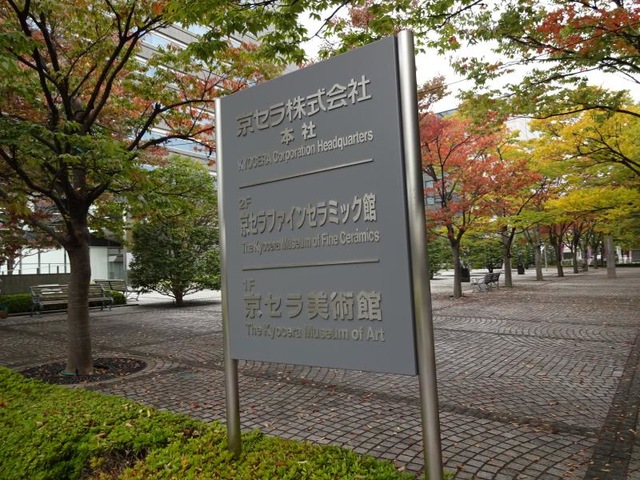 京セラ株式会社
本社
KYOCERA Corporation Headquarters
2F
京セラファインセラミック館
The Kyocera Museum of Fine Ceramics
1F
京セラ美術館
The Kyocera Museum of Art